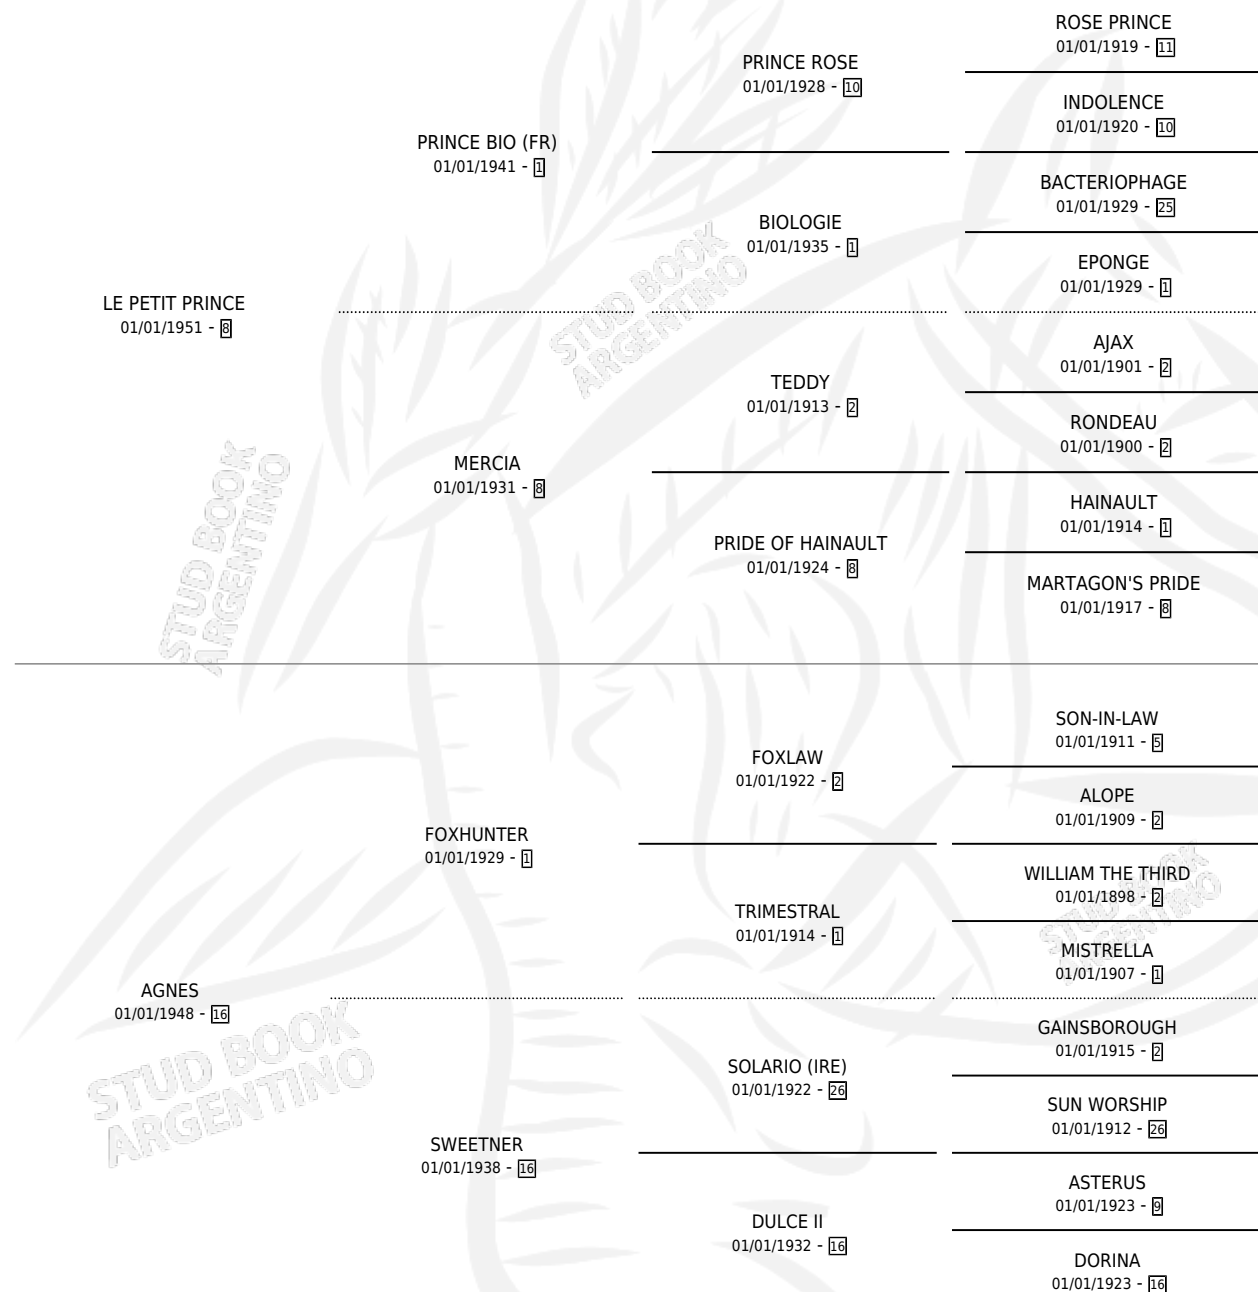 ROSE PRINCE
01/01/1919 - 11
PRINCE ROSE
01/01/1928 - 10
INDOLENCE
01/01/1920 - 10
PRINCE BIO (FR)
01/01/1941 - 1
BACTERIOPHAGE
01/01/1929 - 25
BIOLOGIE
01/01/1935 - 1
EPONGE
01/01/1929 - 1
LE PETIT PRINCE
01/01/1951 - 8
STUD BOOK
ARGENTINO
AJAX
01/01/1901 - 2
TEDDY
01/01/1913 - 2
RONDEAU
01/01/1900 - 2
MERCIA
01/01/1931 - 8
HAINAULT
01/01/1914 - 1
PRIDE OF HAINAULT
01/01/1924 - 8
MARTAGON'S PRIDE
01/01/1917 - 8
STUD BOOK
ARGENTINO
SON-IN-LAW
01/01/1911 - 5
FOXLAW
01/01/1922 - 2
ALOPE
01/01/1909 - 2
FOXHUNTER
01/01/1929 - 1
WILLIAM THE THIRD
01/01/1898 - 2
TRIMESTRAL
01/01/1914 - 1
STUD BOOK
ARGENTINO
MISTRELLA
01/01/1907 - 1
AGNES
01/01/1948 - 16
GAINSBOROUGH
01/01/1915 - 2
SOLARIO (IRE)
01/01/1922 - 26
STUD BOOK
ARGENTINO
SUN WORSHIP
01/01/1912 - 26
SWEETNER
01/01/1938 - 16
ASTERUS
01/01/1923 - 9
DULCE II
01/01/1932 - 16
DORINA
01/01/1923 - 16